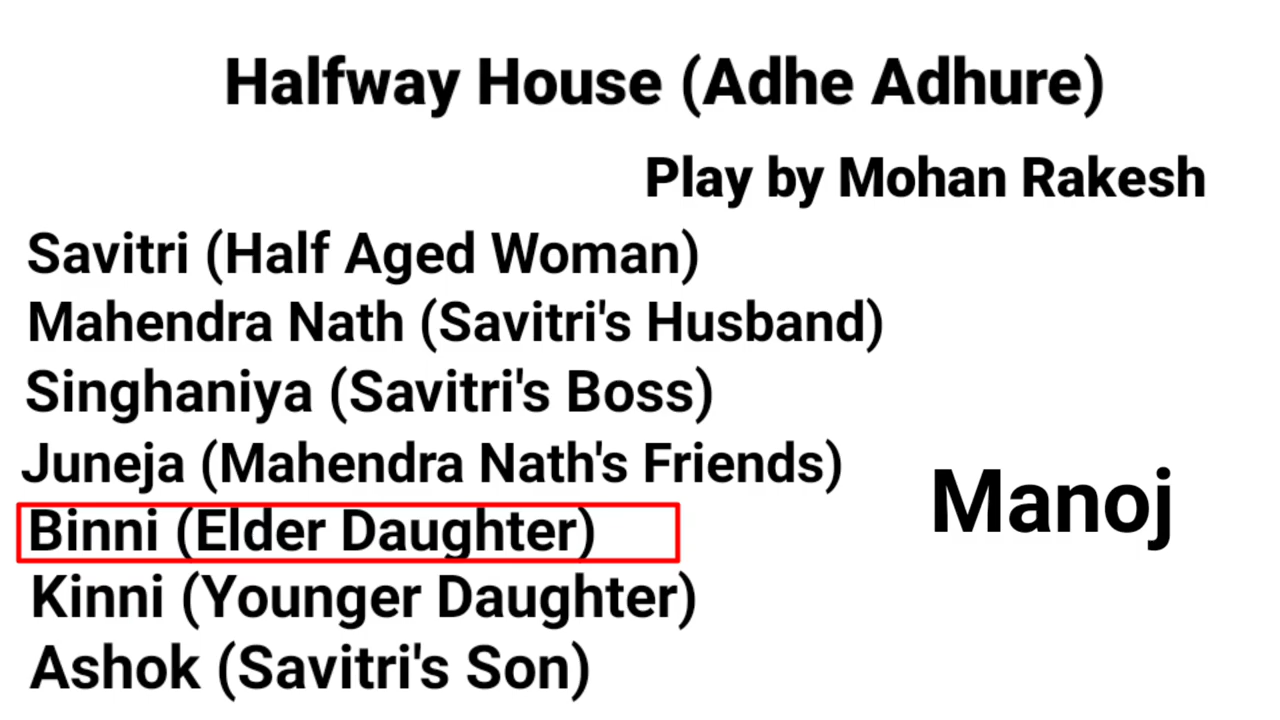 Halfway House (Adhe Adhure)
Play by Mohan Rakesh
Savitri (Half Aged Woman)
Mahendra Nath (Savitri's Husband)
Singhaniya (Savitri's Boss)
Juneja (Mahendra Nath's Friends)
Manoj
Binni (Elder Daughter)
Kinni (Younger Daughter)
Ashok (Savitri's Son)